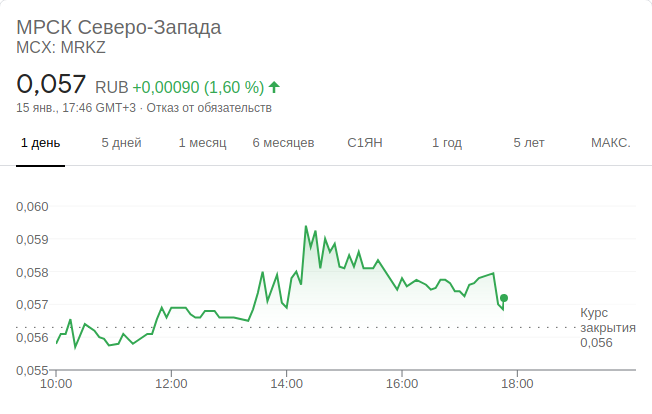 МРСК Северо-Запада
MCX: MRKZ
0,057 RUB +0,00090 (1,60 %)
15 янв., 17:46 GMT+3 · Отказ от обязательств
1 день 5 дней 1 месяц 6 месяцев С1ЯН 1 год 5 лет МАКС.
0,060
0,059
0,058
0,057
0,056
0,055
Курс
закрытия
0,056
10:00 12:00 14:00 16:00 18:00